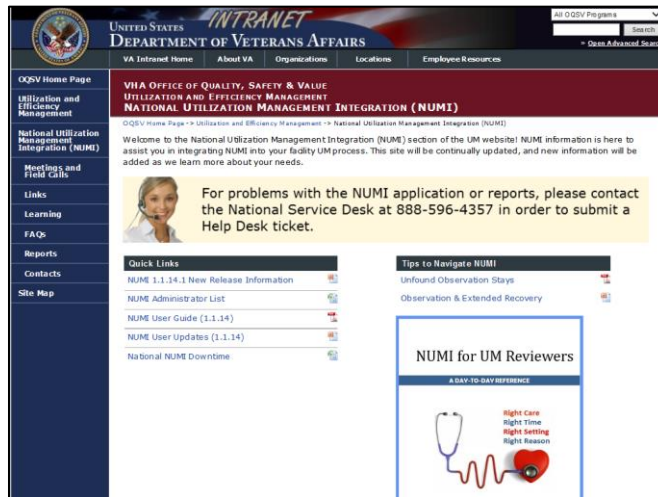 All OQSV Programs
Search
» Open Advanced Search
UNITED STATES
INTRANET
DEPARTMENT OF VETERANS AFFAIRS
VA Intranet Home
About VA
Organizations
Locations
Employee Resources
OQSV Home Page
Utilization and
Efficiency
Management
National Utilization
Management
Integration (NUMI)
Meetings and
Field Calls
Links
Learning
FAQs
Reports
Contacts
Site Map
VHA OFFICE OF QUALITY, SAFETY & VALUE
UTILIZATION AND EFFICIENCY MANAGEMENT
NATIONAL UTILIZATION MANAGEMENT INTEGRATION (NUMI)
OQSV Home Page -> Utilization and Efficiency Management -> National Utilization Management Integration (NUMI)
Welcome to the National Utilization Management Integration (NUMI) section of the UM website! NUMI information is here to
assist you in integrating NUMI into your facility UM process. This site will be continually updated, and new information will be
added as we learn more about your needs.
For problems with the NUMI application or reports, please contact
the National Service Desk at 888-596-4357 in order to submit a
Help Desk ticket.
Quick Links
NUMI 1.1.14.1 New Release Information
NUMI Administrator List
NUMI User Guide (1.1.14)
NUMI User Updates (1.1.14)
National NUMI Downtime
Tips to Navigate NUMI
Unfound Observation Stays
Observation & Extended Recovery
NUMI for UM Reviewers
A DAY-TO-DAY REFERENCE
Right Care
Right Time
Right Setting
Right Reason